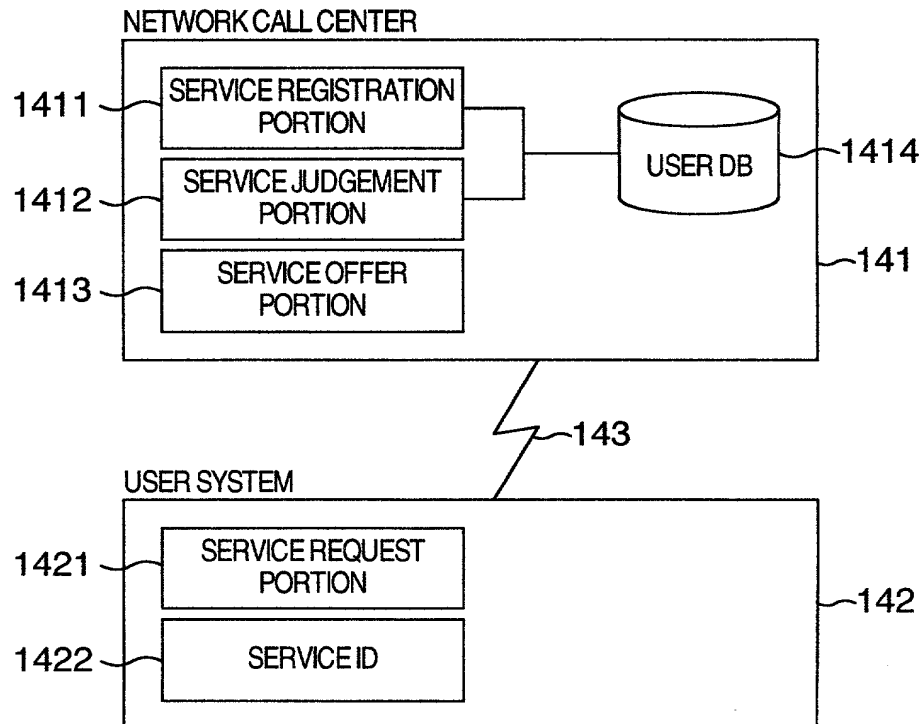 NETWORK CALL CENTER
1411
SERVICE REGISTRATION
PORTION
1412
SERVICE JUDGEMENT
PORTION
1413
SERVICE OFFER
PORTION
USER DB
1414
141
143
USER SYSTEM
1421
SERVICE REQUEST
PORTION
1422
SERVICE ID
142